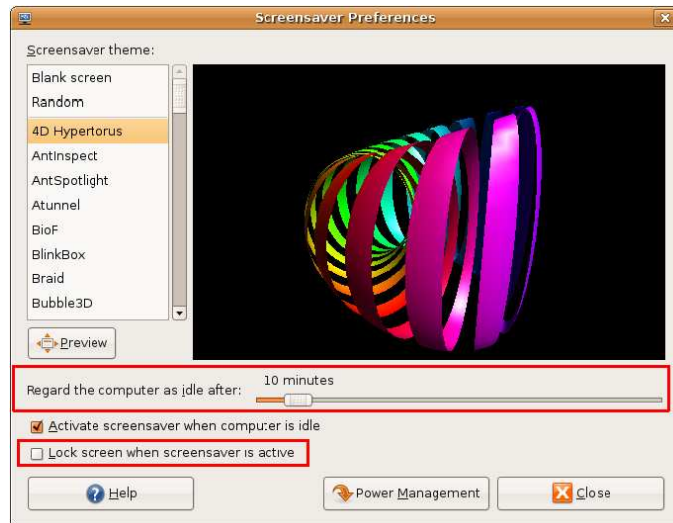 Screensaver Preferences
Screensaver theme:
Blank screen
Random
4D Hypertorus
AntInspect
AntSpotlight
Atunnel
BioF
BlinkBox
Braid
Bubble3D
Preview
Regard the computer as idle after:
10 minutes
Activate screensaver when computer is idle
Lock screen when screensaver is active
Help
Power Management
Close